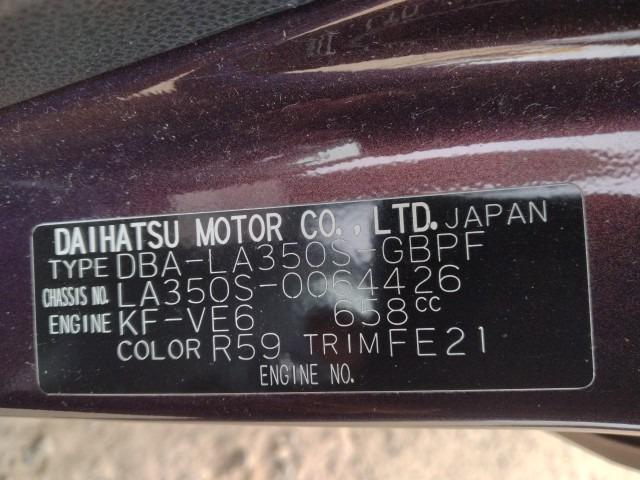 DAIHATSU MOTOR CO., LTD. JAPAN
TYPE DBA-LA350S-GBPF
CHASSIS NO. LA350S-0064426
ENGINE KF-VE6 658cc
COLOR R59 TRIM FE21
ENGINE NO.